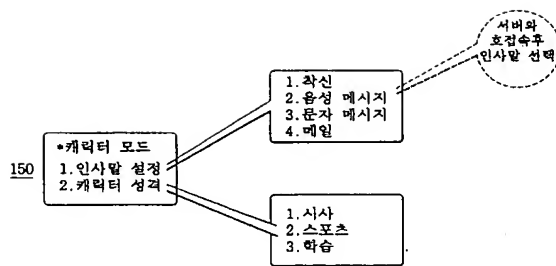 서버와
호접속후
인사말 선택
1.착신
2.음성 메시지
3.문자 메시지
4.메일
*캐릭터 모드
1.인사말 설정
2.캐릭터 성격
150
1.시사
2.스포츠
3.학습